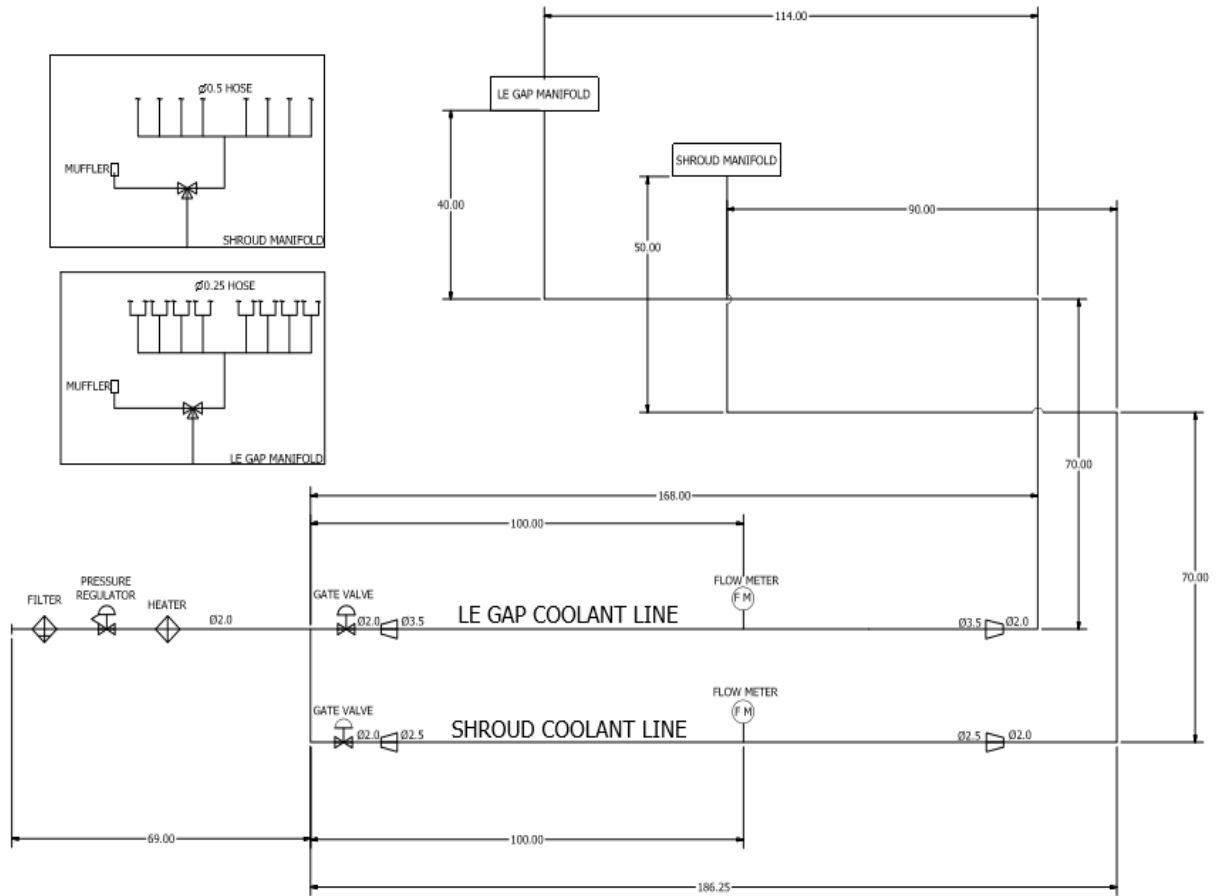 114.00
LE GAP MANIFOLD
Ø0.5 HOSE
MUFFLER
SHROUD MANIFOLD
SHROUD MANIFOLD
40.00
90.00
50.00
Ø0.25 HOSE
MUFFLER
LE GAP MANIFOLD
70.00
168.00
100.00
70.00
FILTER
PRESSURE
REGULATOR
HEATER
Ø2.0
GATE VALVE
Ø2.0
Ø3.5
LE GAP COOLANT LINE
FLOW METER
F M
Ø3.5
Ø2.0
GATE VALVE
Ø2.0
Ø2.5
SHROUD COOLANT LINE
FLOW METER
F M
Ø2.5
Ø2.0
69.00
100.00
186.25